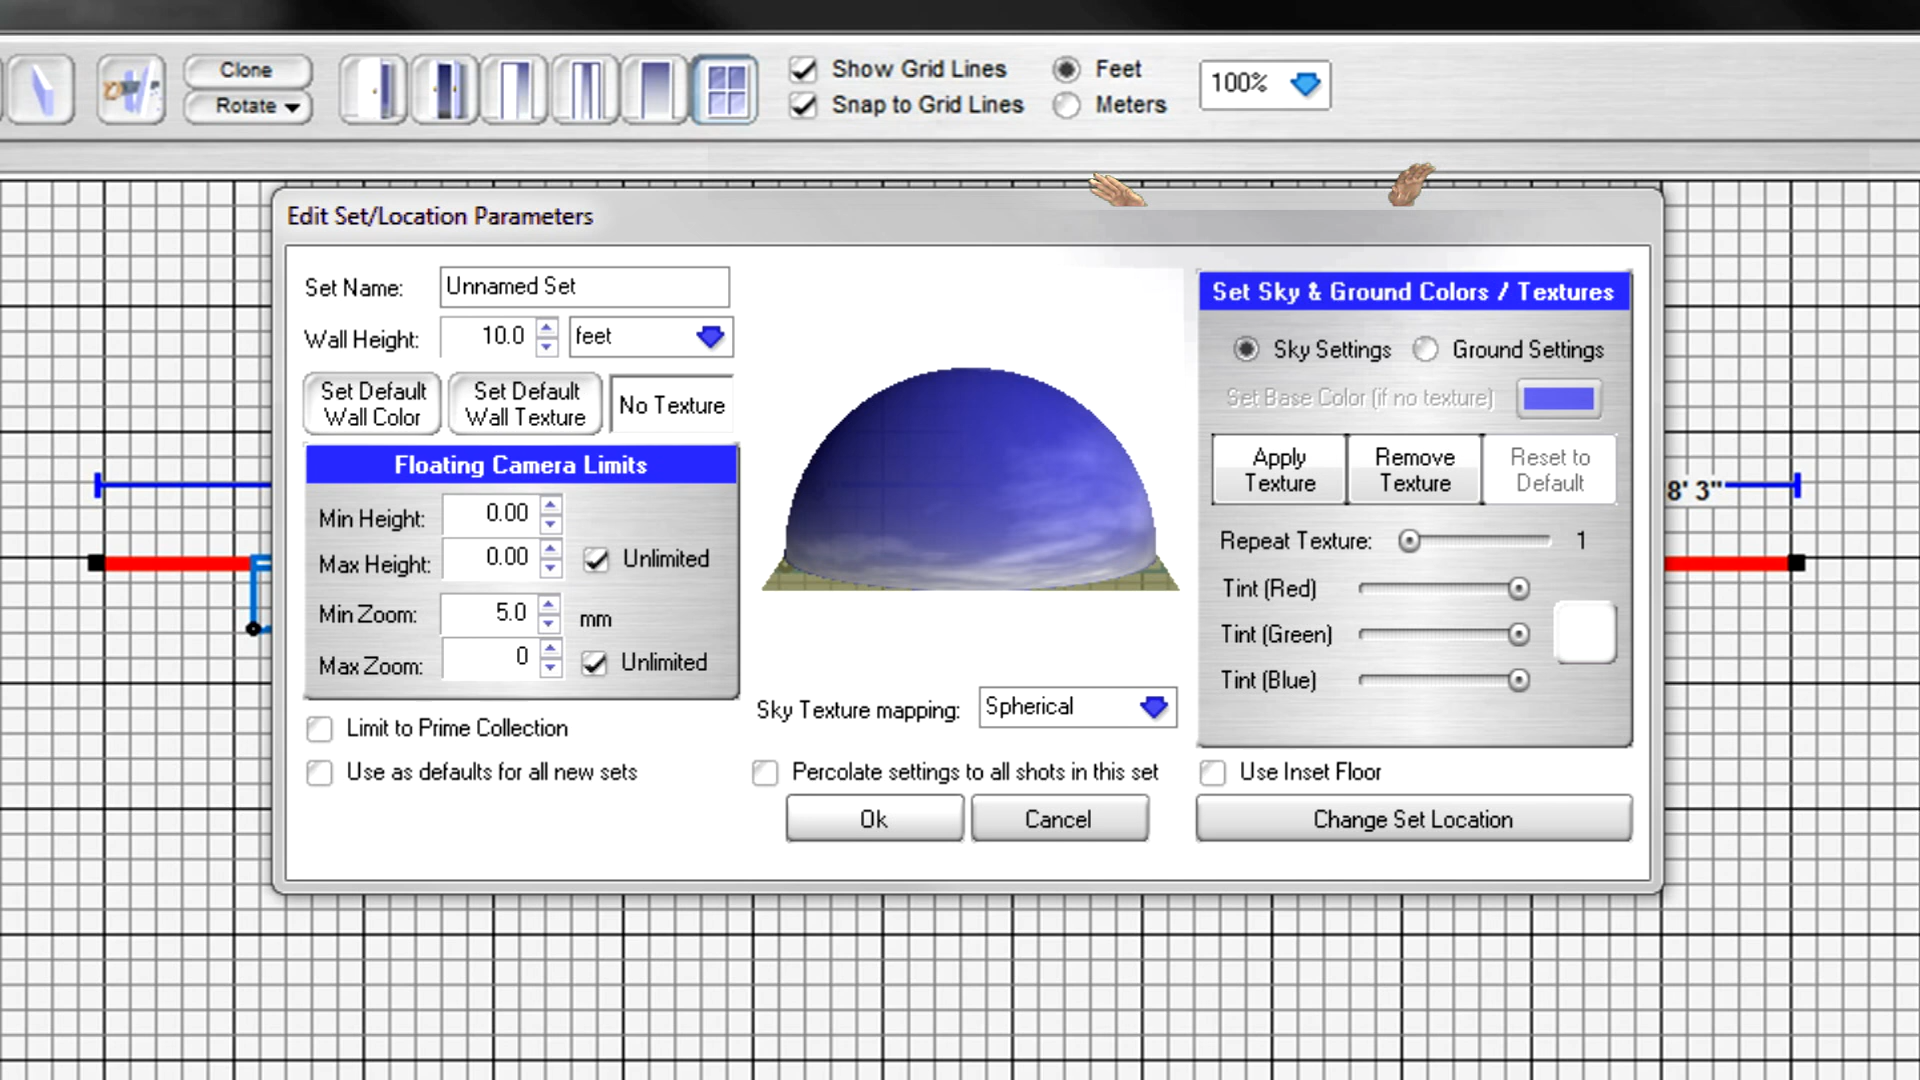 Clone
Rotate
Show Grid Lines
Snap to Grid Lines
Feet
Meters
100%
Edit Set/Location Parameters
Set Name:
Unnamed Set
Wall Height:
10.0
feet
Set Default
Wall Color
Set Default
Wall Texture
No Texture
Floating Camera Limits
Min Height:
0.00
Max Height:
0.00
Unlimited
Min Zoom:
5.0
mm
Max Zoom:
0
Unlimited
Limit to Prime Collection
Use as defaults for all new sets
Sky Texture mapping:
Spherical
Percolate settings to all shots in this set
Ok
Cancel
Set Sky & Ground Colors / Textures
Sky Settings
Ground Settings
Set Base Color (if no texture)
Apply
Texture
Remove
Texture
Reset to
Default
Repeat Texture:
1
Tint (Red)
Tint (Green)
Tint (Blue)
Use Inset Floor
Change Set Location
8' 3"